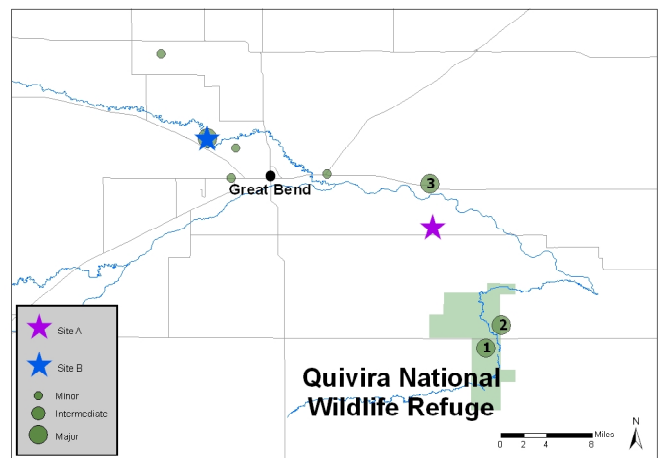 3
Great Bend
2
1
Quivira National
Wildlife Refuge
Site A
Site B
Minor
Intermediate
Major
N
Miles
0 2 4 8